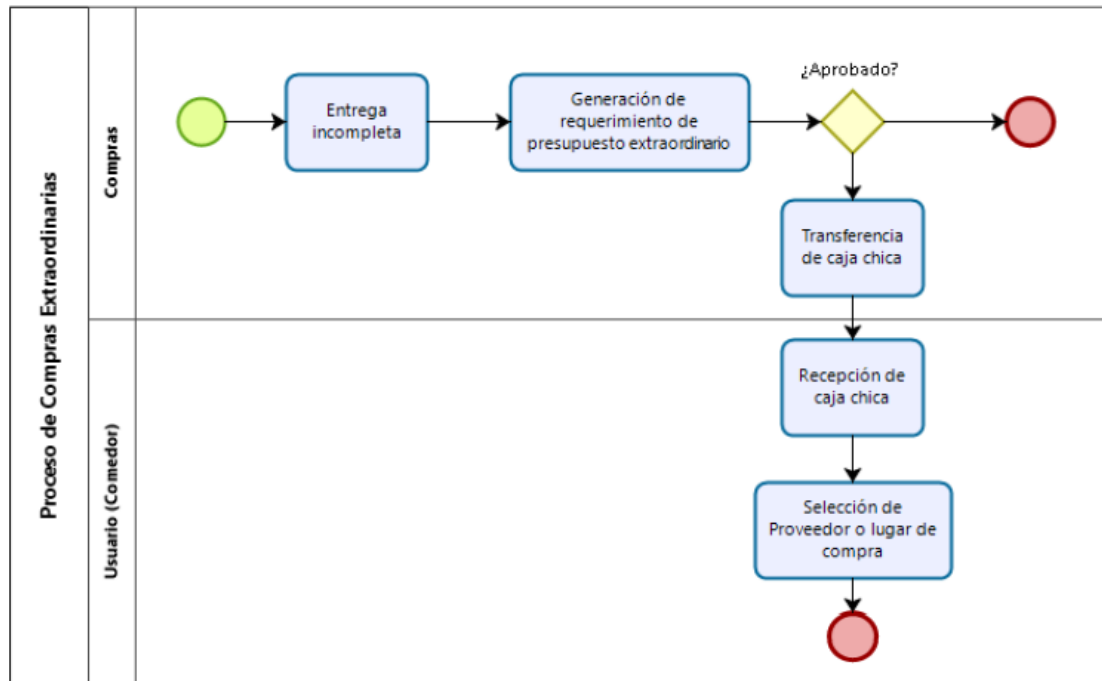 Proceso de Compras Extraordinarias
Compras
Entrega
incompleta
Generación de
requerimiento de
presupuesto extraordinario
¿Aprobado?
Transferencia
de caja chica
Usuario (Comedor)
Recepción de
caja chica
Selección de
Proveedor o lugar de
compra